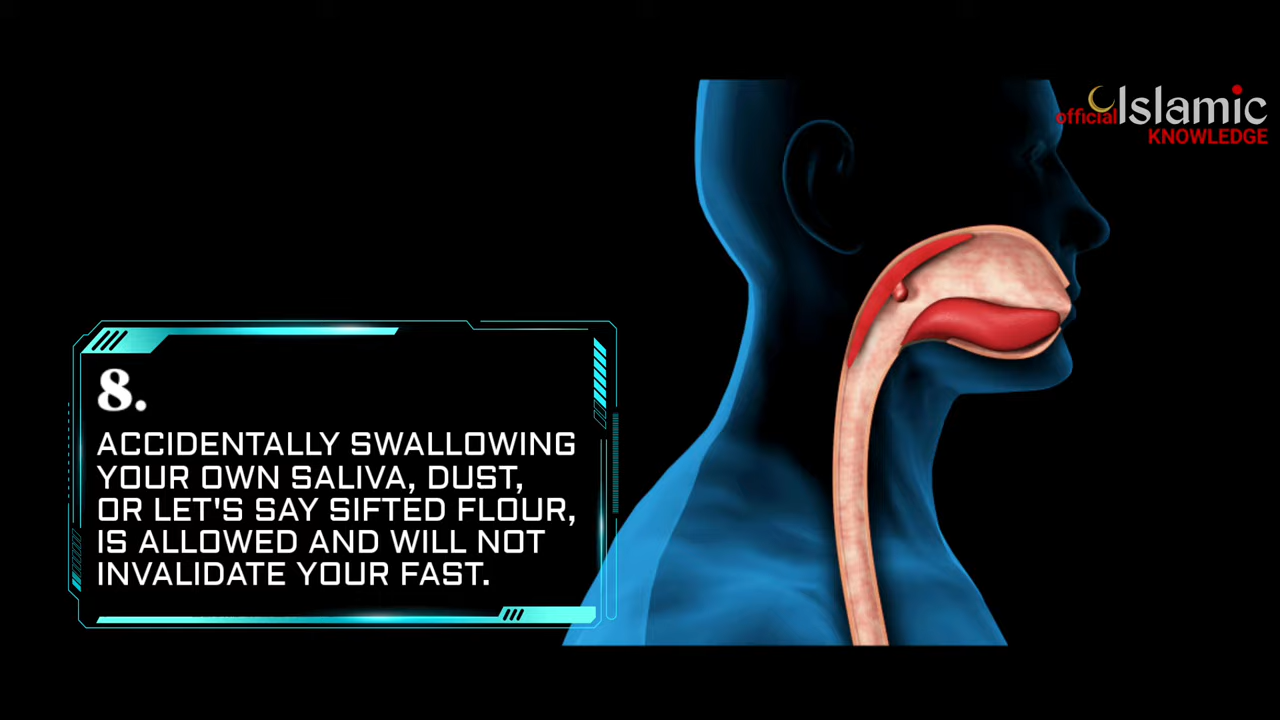 official Islamic
KNOWLEDGE
8.
ACCIDENTALLY SWALLOWING
YOUR OWN SALIVA, DUST,
OR LET'S SAY SIFTED FLOUR,
IS ALLOWED AND WILL NOT
INVALIDATE YOUR FAST.